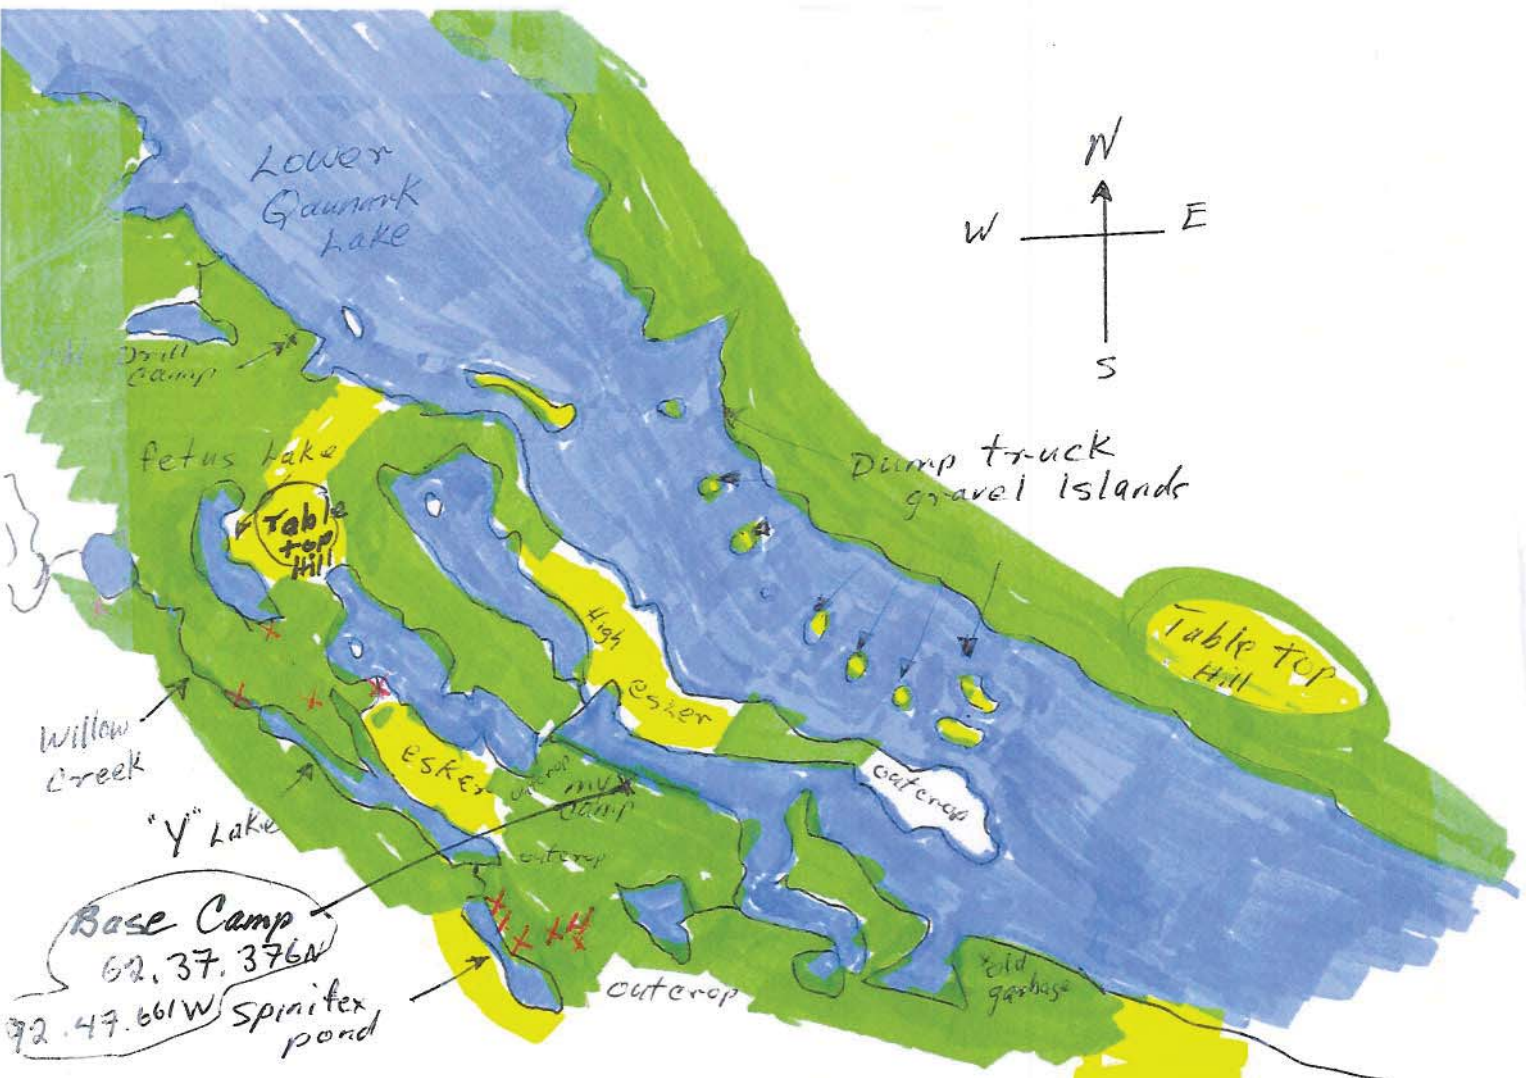 N
W E
S
Lower
Qaumark
Lake
Drill
Camp
fetus Lake
Table
top
Hill
Dump truck
gravel Islands
Table Top
Hill
High
esker
Willow
Creek
esker
outcrop
my
camp
outcrop
"Y" Lake
outcrop
Base Camp
62.37.376N
92.47.661W
Spinifex
pond
outcrop
old
garbage